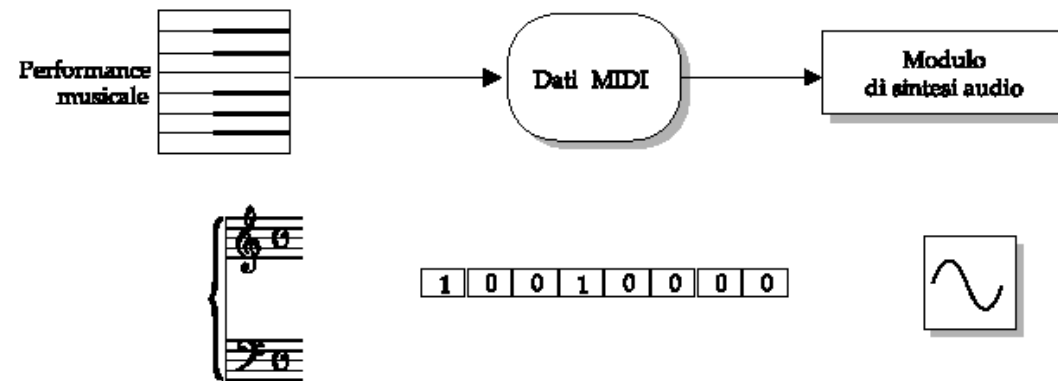 Performance
musicale
Dati MIDI
Modulo
di sintesi audio
1 0 0 1 0 0 0 0